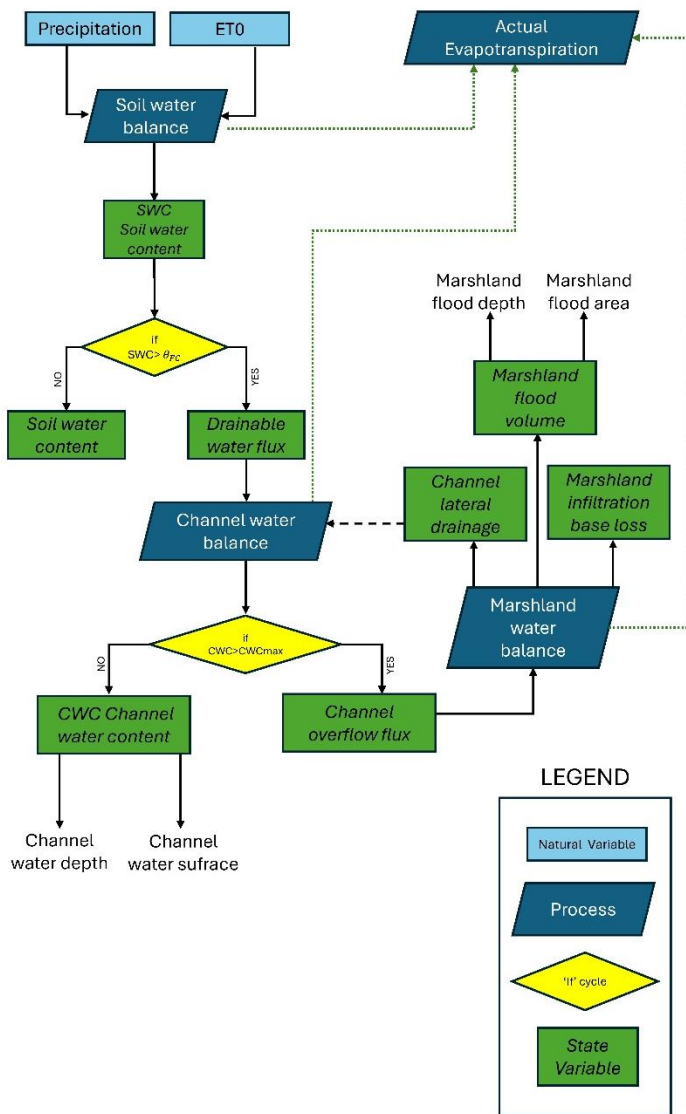 Precipitation
ET0
Actual
Evapotranspiration
Soil water
balance
SWC
Soil water
content
if
SWC> θFC
NO
YES
Soil water
content
Drainable
water flux
Marshland
flood depth
Marshland
flood area
Marshland
flood
volume
Channel
lateral
drainage
Marshland
infiltration
base loss
Channel water
balance
Marshland
water
balance
if
CWC>CWCmax
NO
YES
CWC Channel
water content
Channel
overflow flux
Channel
water depth
Channel
water sufrace
LEGEND
Natural Variable
Process
'If' cycle
State
Variable